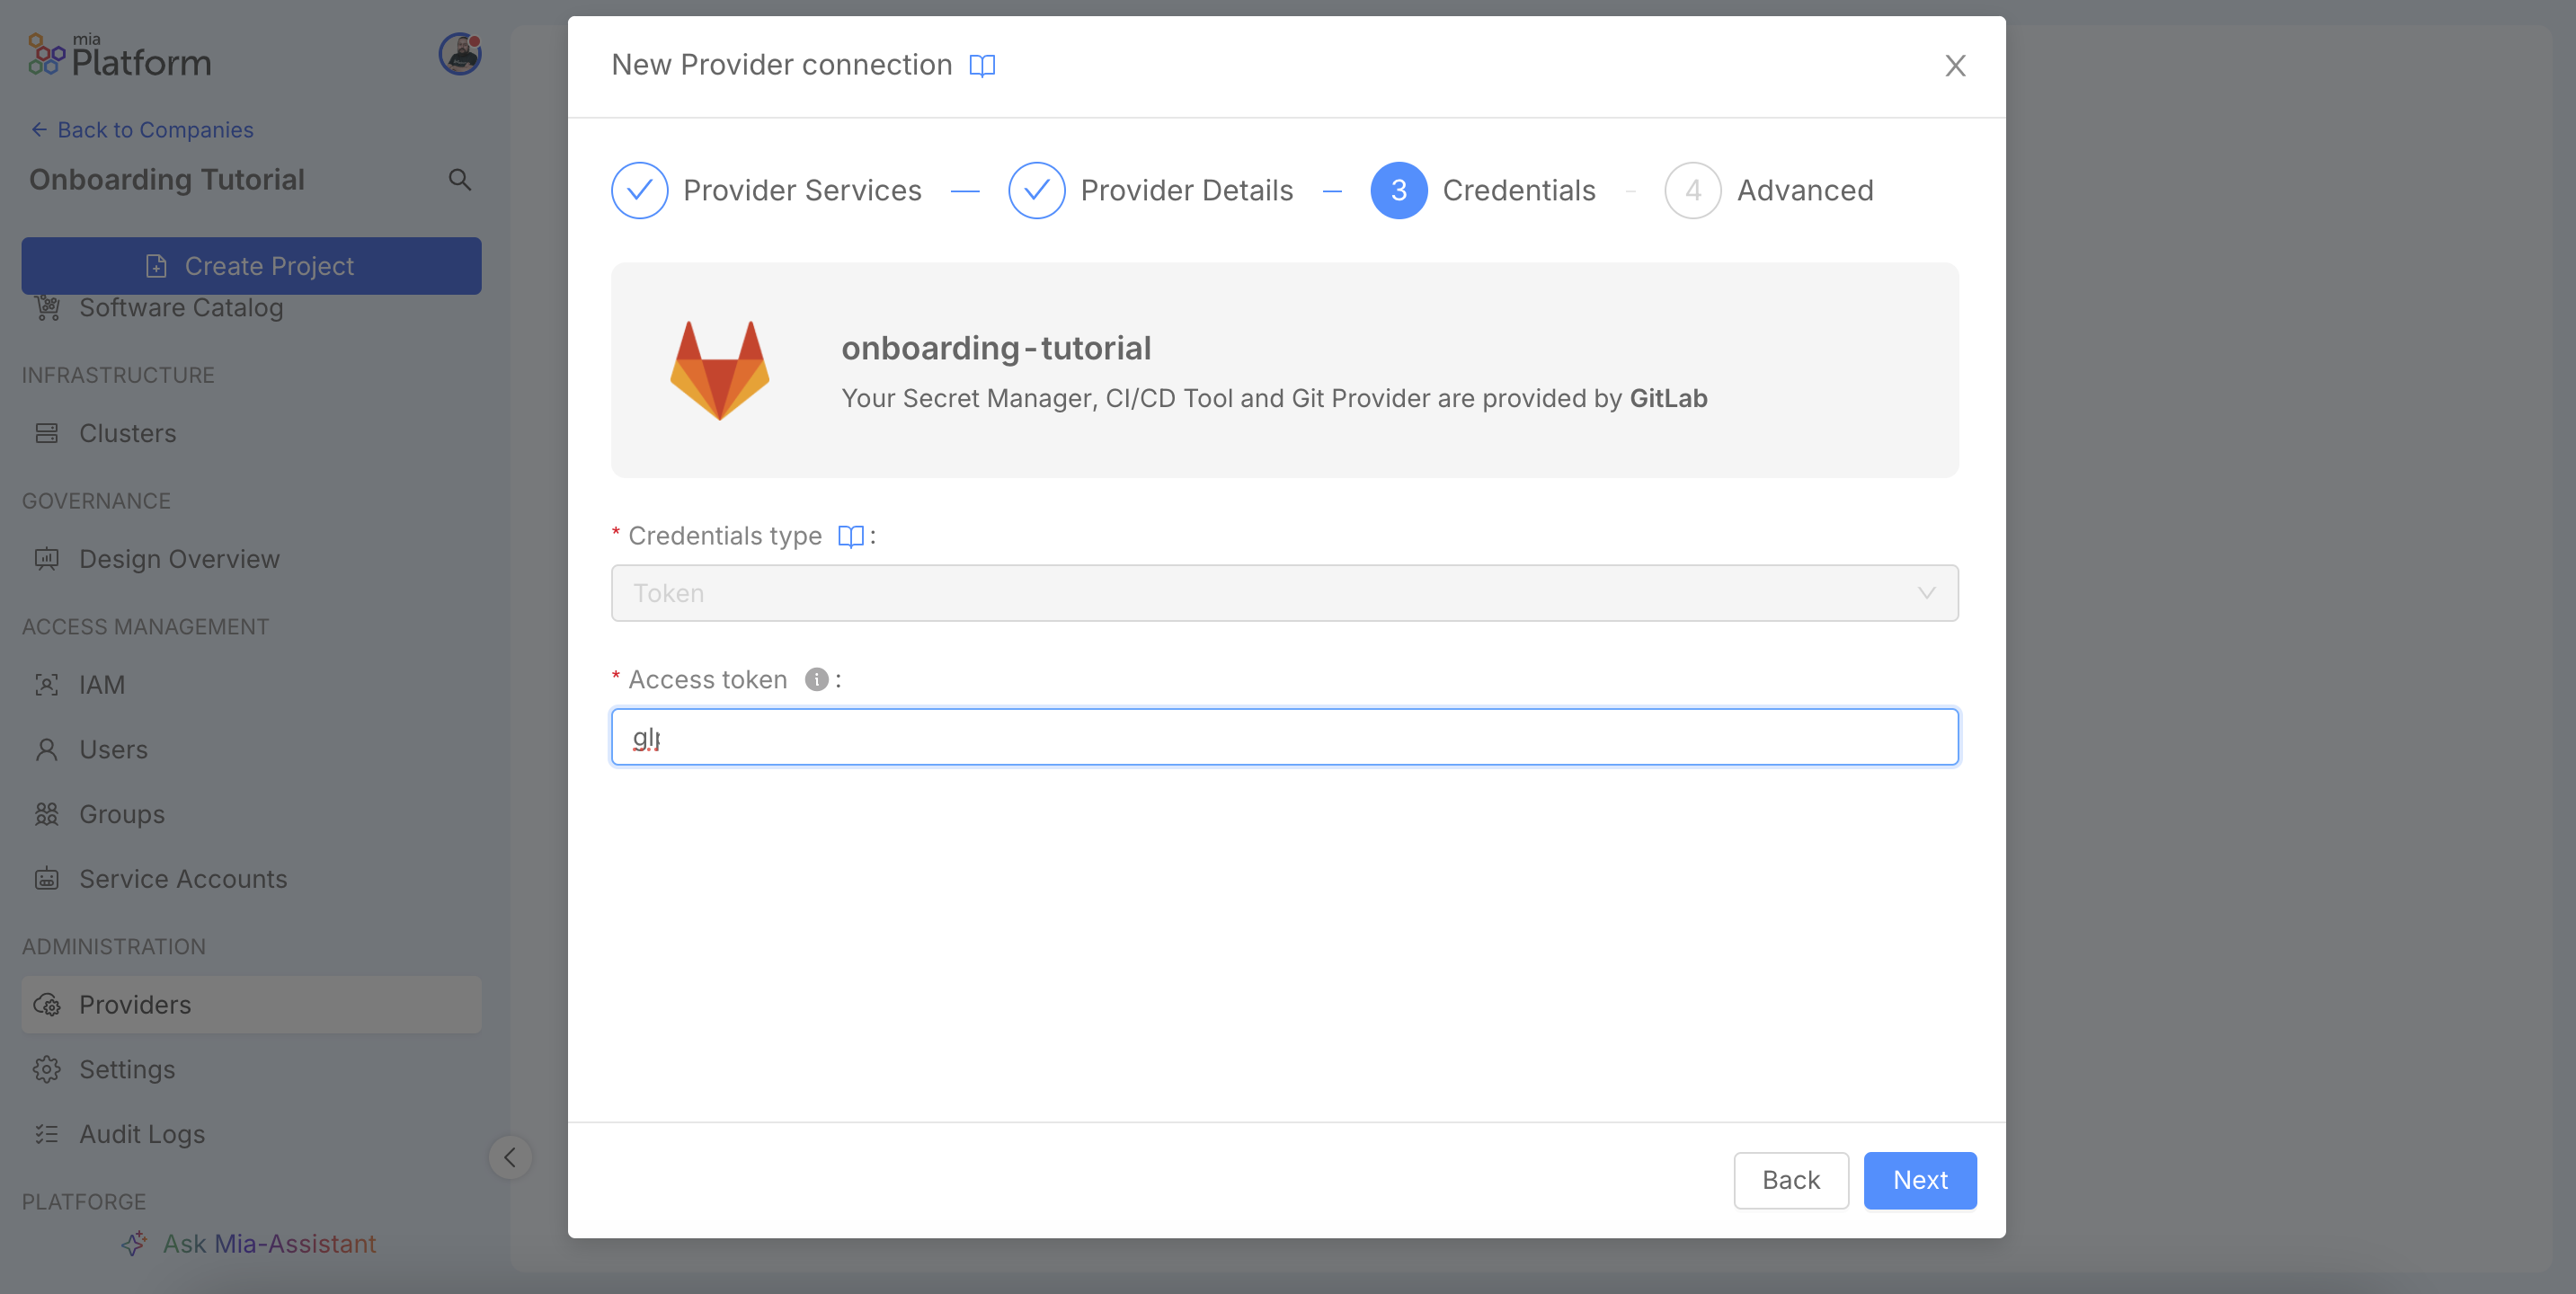 mia
Platform
Back to Companies
Onboarding Tutorial
Create Project
Software Catalog
INFRASTRUCTURE
Clusters
GOVERNANCE
Design Overview
ACCESS MANAGEMENT
IAM
Users
Groups
Service Accounts
ADMINISTRATION
Providers
Settings
Audit Logs
PLATFORGE
Ask Mia-Assistant
New Provider connection
Provider Services
Provider Details
3 Credentials
4 Advanced
onboarding-tutorial
Your Secret Manager, CI/CD Tool and Git Provider are provided by GitLab
* Credentials type :
Token
* Access token :
Back
Next